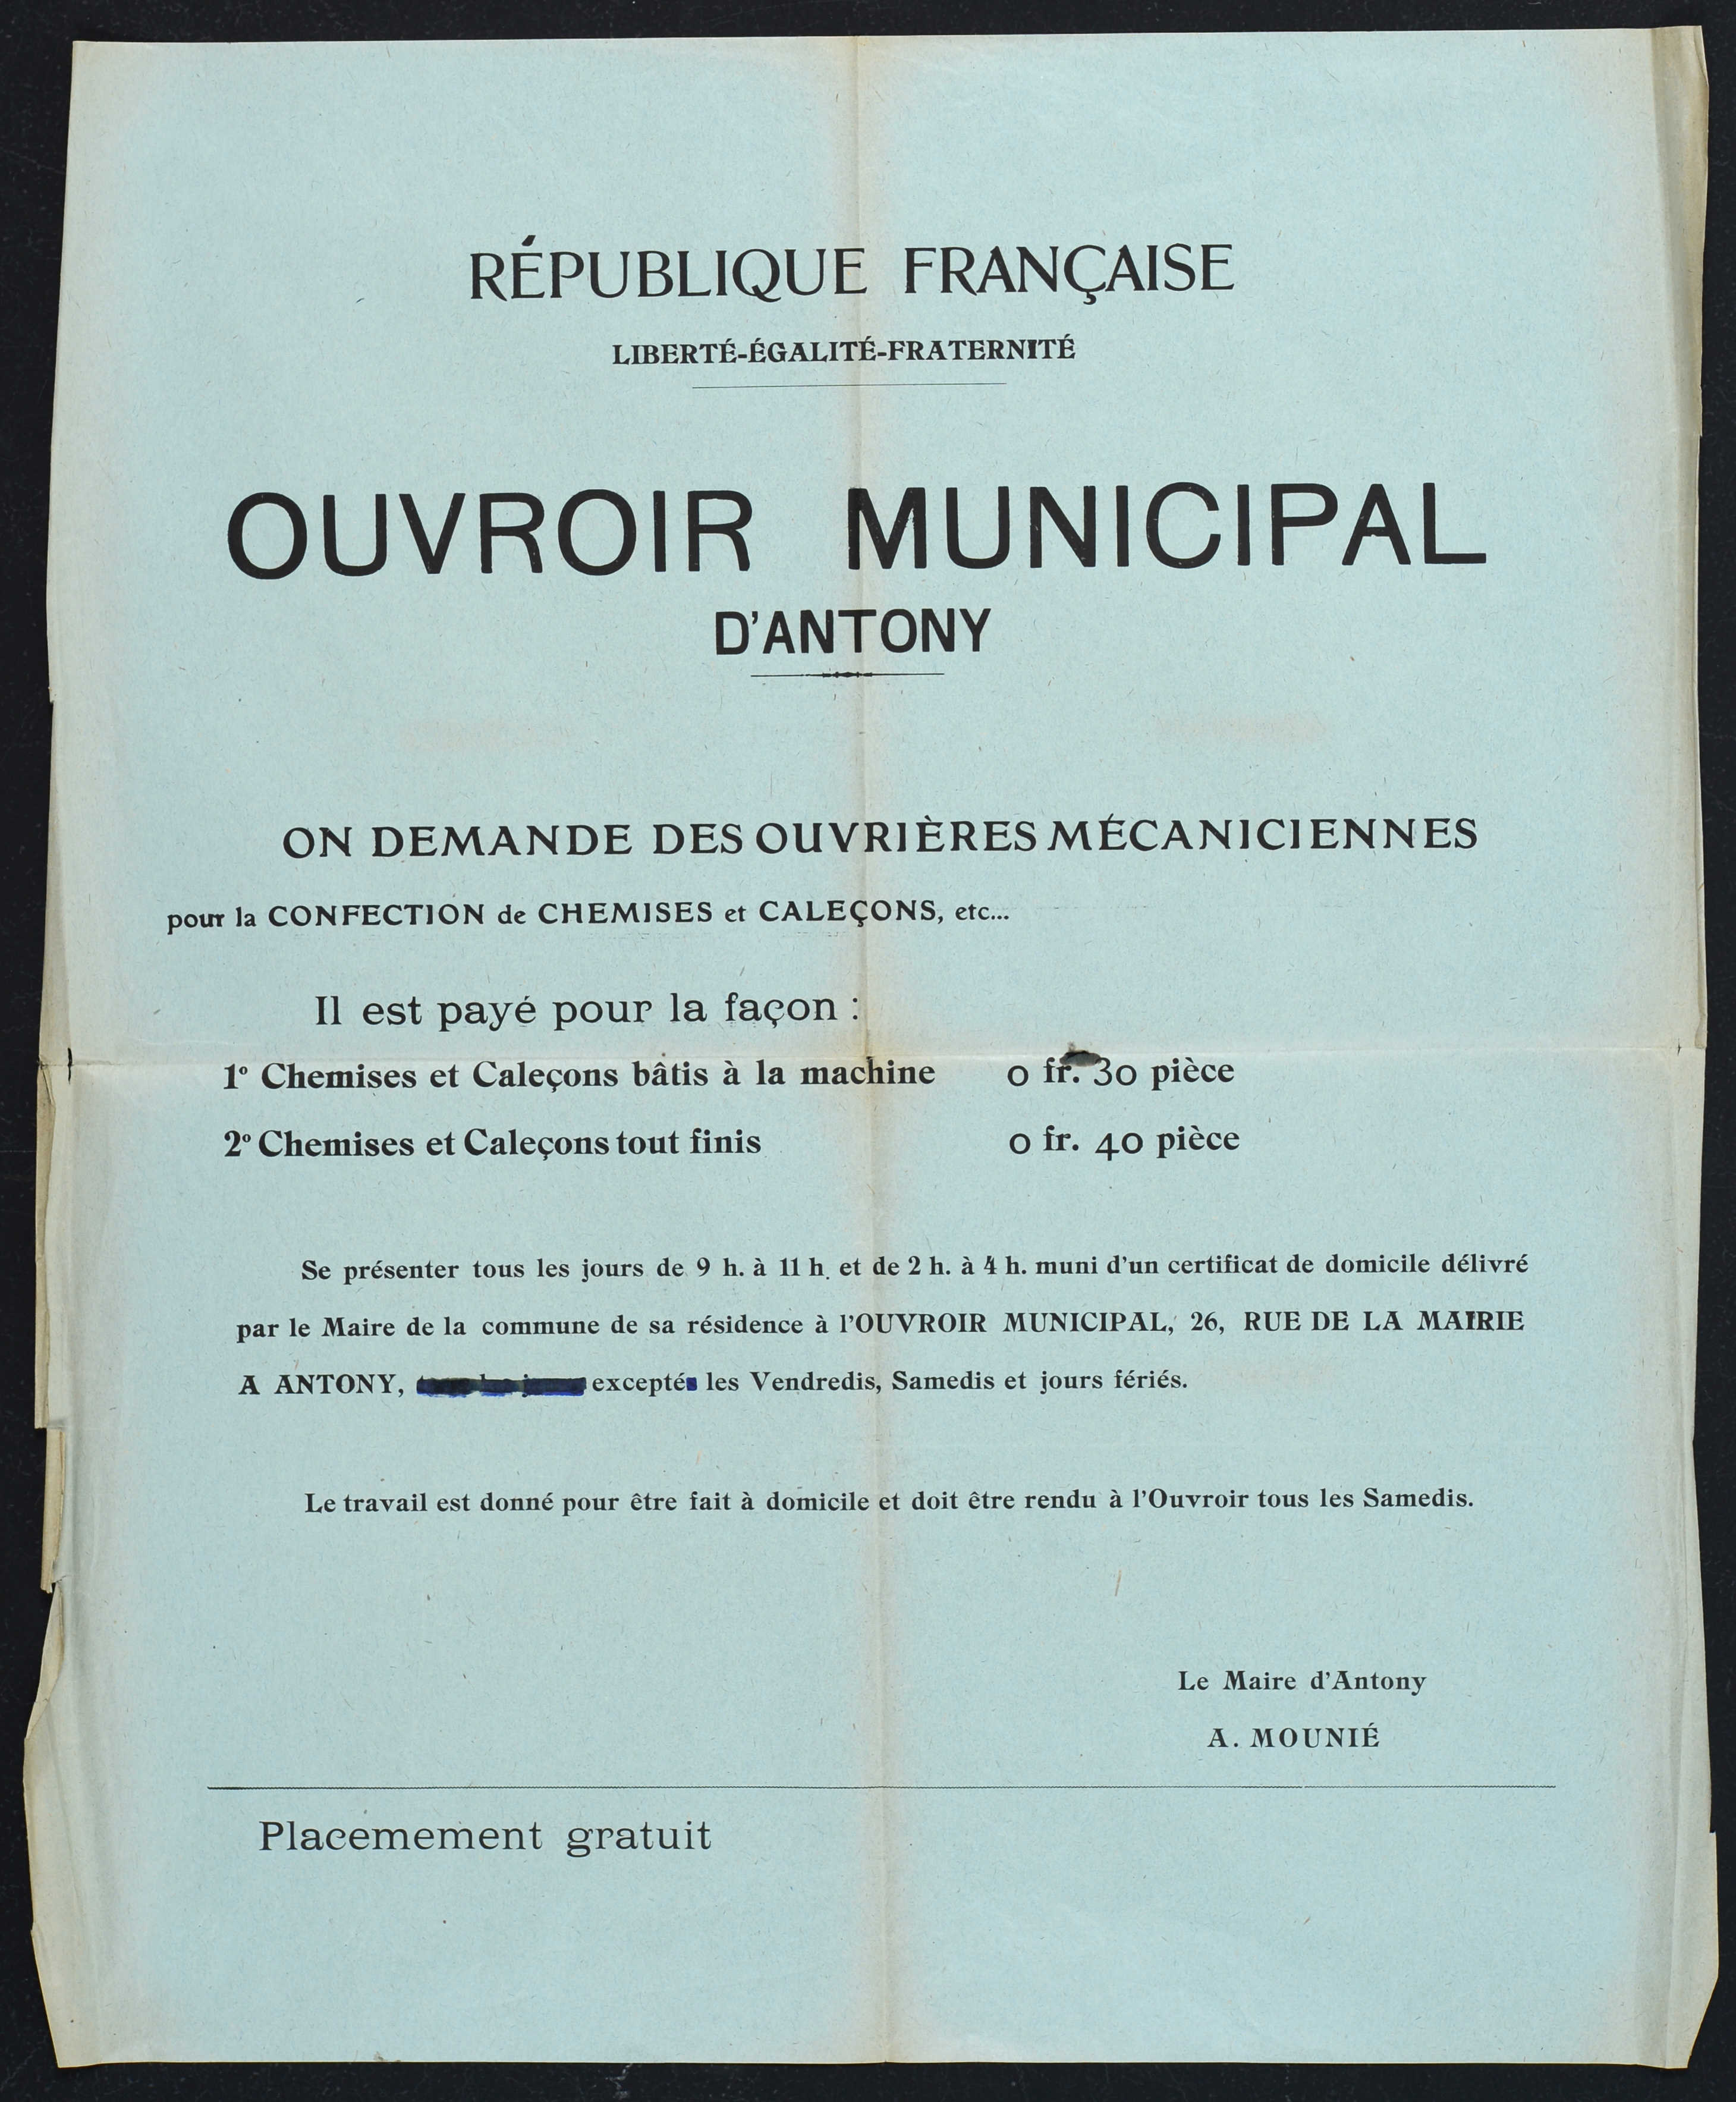 RÉPUBLIQUE FRANÇAISE
LIBERTÉ-ÉGALITÉ-FRATERNITÉ
OUVROIR MUNICIPAL
D'ANTONY
ON DEMANDE DES OUVRIÈRES MÉCANICIENNES
pour la CONFECTION de CHEMISES et CALEÇONS, etc...
Il est payé pour la façon :
1º Chemises et Caleçons bâtis à la machine 0 fr. 30 pièce
2º Chemises et Caleçons tout finis 0 fr. 40 pièce
Se présenter tous les jours de 9 h. à 11 h. et de 2 h. à 4 h. muni d'un certificat de domicile délivré
par le Maire de la commune de sa résidence à l'OUVROIR MUNICIPAL, 26, RUE DE LA MAIRIE
A ANTONY, excepté les Vendredis, Samedis et jours fériés.
Le travail est donné pour être fait à domicile et doit être rendu à l'Ouvroir tous les Samedis.
Le Maire d'Antony
A. MOUNIÉ
Placemement gratuit